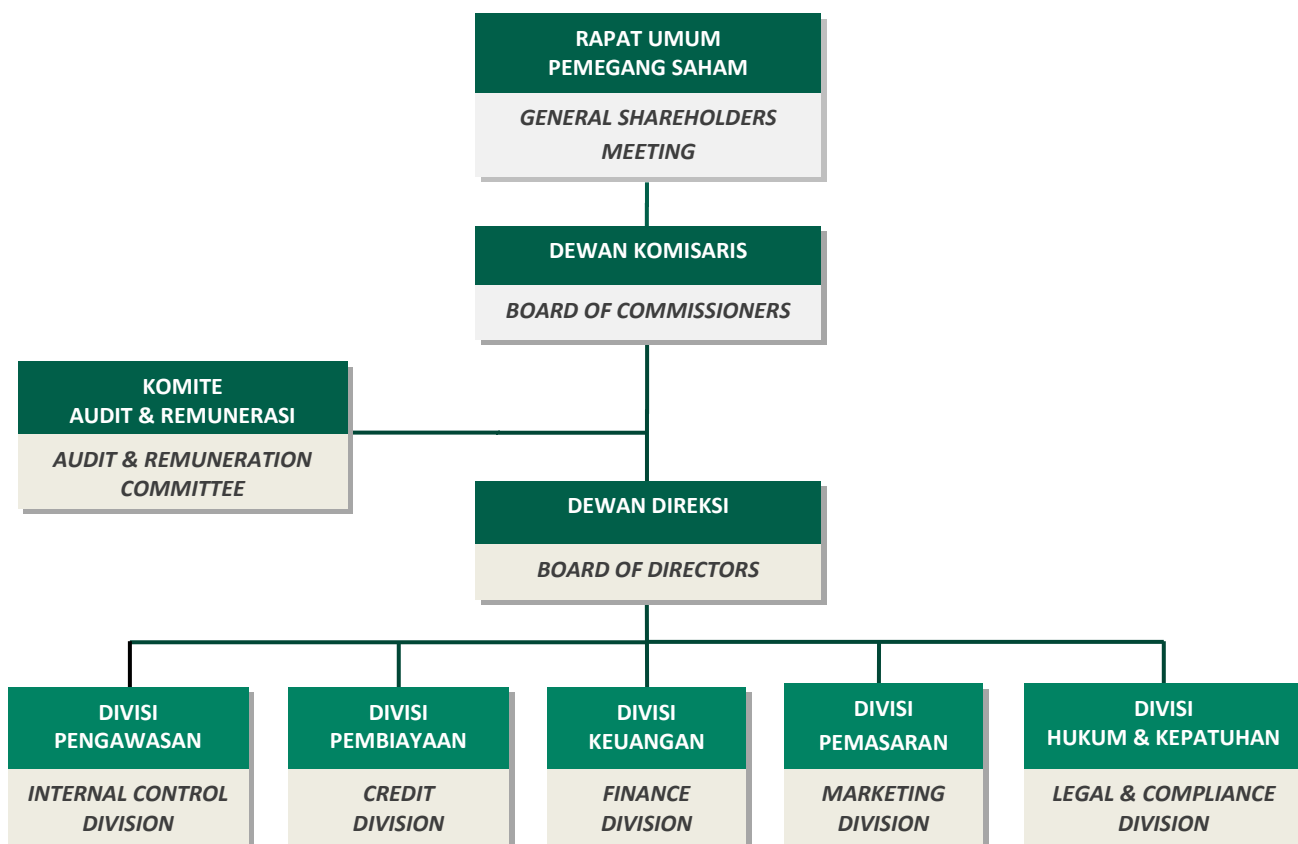 RAPAT UMUM
PEMEGANG SAHAM
GENERAL SHAREHOLDERS
MEETING
DEWAN KOMISARIS
BOARD OF COMMISSIONERS
KOMITE
AUDIT & REMUNERASI
AUDIT & REMUNERATION
COMMITTEE
DEWAN DIREKSI
BOARD OF DIRECTORS
DIVISI
PENGAWASAN
INTERNAL CONTROL
DIVISION
DIVISI
PEMBIAYAAN
CREDIT
DIVISION
DIVISI
KEUANGAN
FINANCE
DIVISION
DIVISI
PEMASARAN
MARKETING
DIVISION
DIVISI
HUKUM & KEPATUHAN
LEGAL & COMPLIANCE
DIVISION